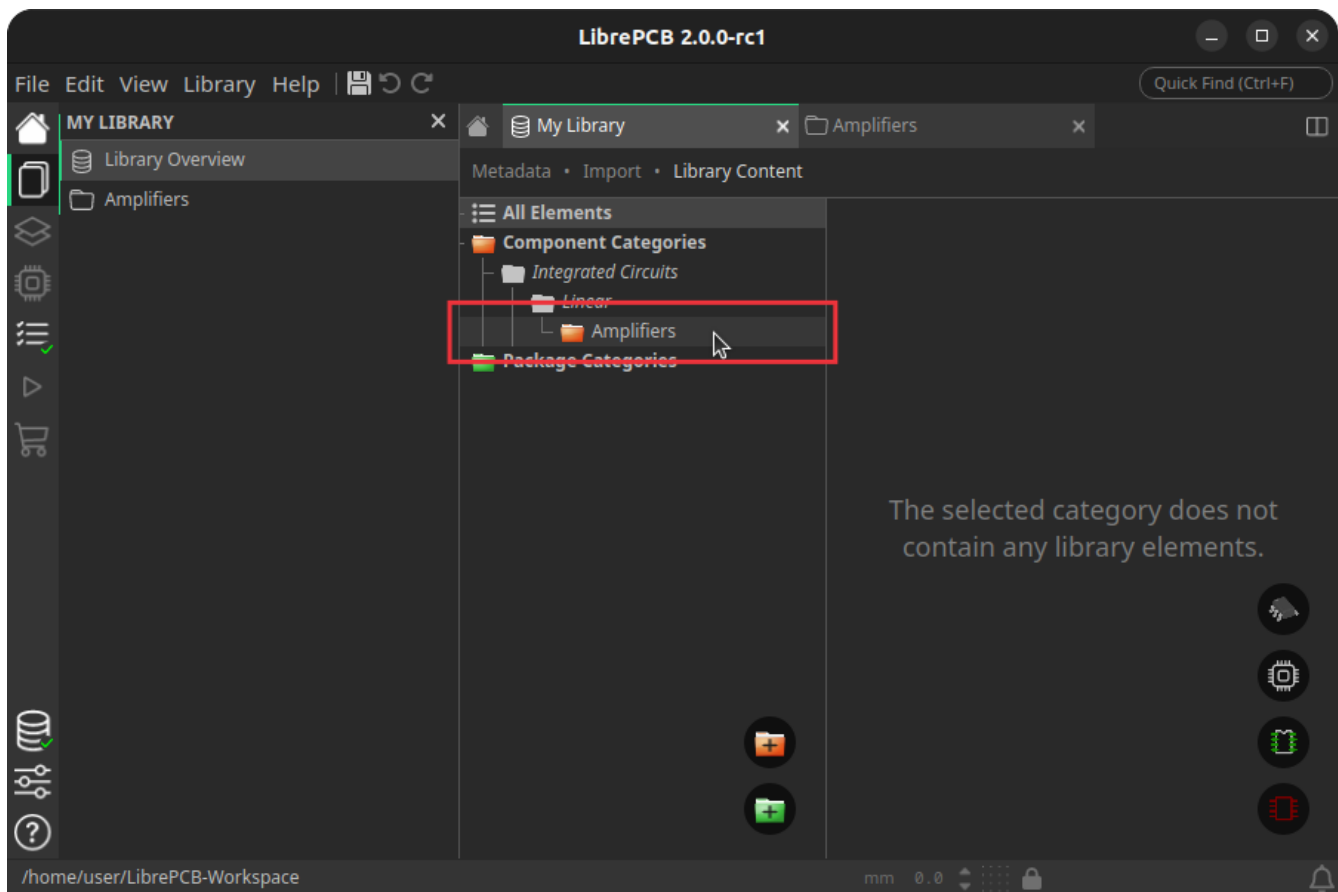 LibrePCB 2.0.0-rc1
File Edit View Library Help
Quick Find (Ctrl+F)
MY LIBRARY
Library Overview
Amplifiers
My Library
Amplifiers
Metadata • Import • Library Content
All Elements
Component Categories
Integrated Circuits
Linear
Amplifiers
Package Categories
The selected category does not
contain any library elements.
/home/user/LibrePCB-Workspace
mm 0.0